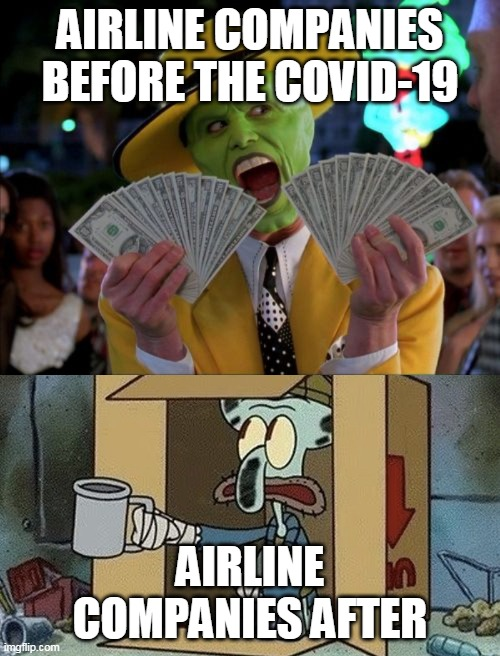 AIRLINE COMPANIES
BEFORE THE COVID-19
AIRLINE
COMPANIES AFTER
imgflip.com